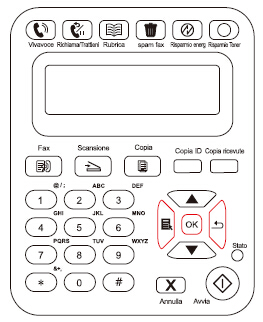 Vivavoce Richiama/Trattieni Rubrica spam fax Risparmio energ Risparmio Toner
Fax Scansione Copia Copia ID Copia ricevute
@/: ABC DEF
1 2 3
GHI JKL MNO
4 5 6
OK
PQRS TUV WXYZ
7 8 9
Stato
&+,
* 0 #
X
Annulla Avvia